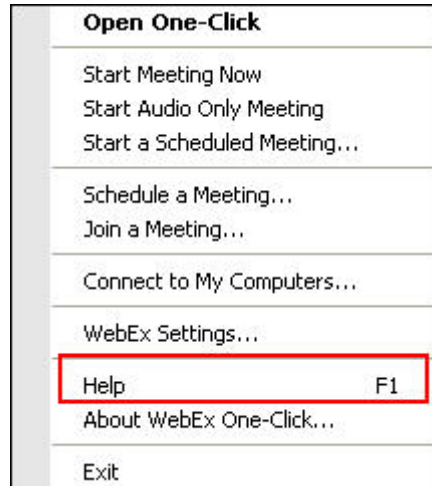 Open One-Click
Start Meeting Now
Start Audio Only Meeting
Start a Scheduled Meeting...
Schedule a Meeting...
Join a Meeting...
Connect to My Computers...
WebEx Settings...
Help F1
About WebEx One-Click...
Exit